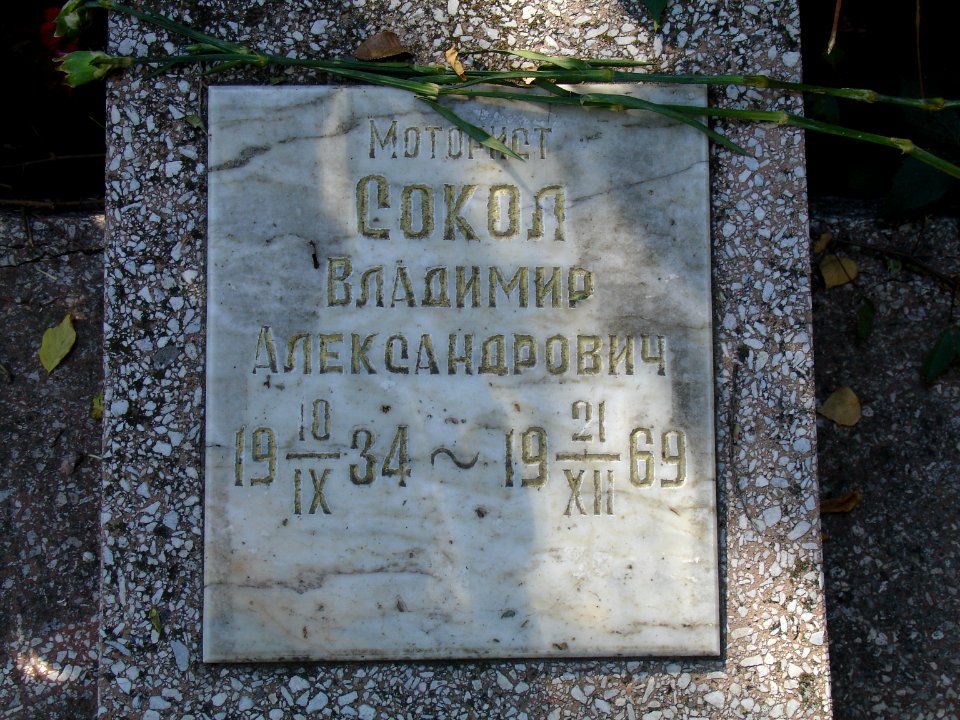 Моторист
Сокол
Владимир
Александрович
19 10/IX 34 ~ 19 21/XII 69